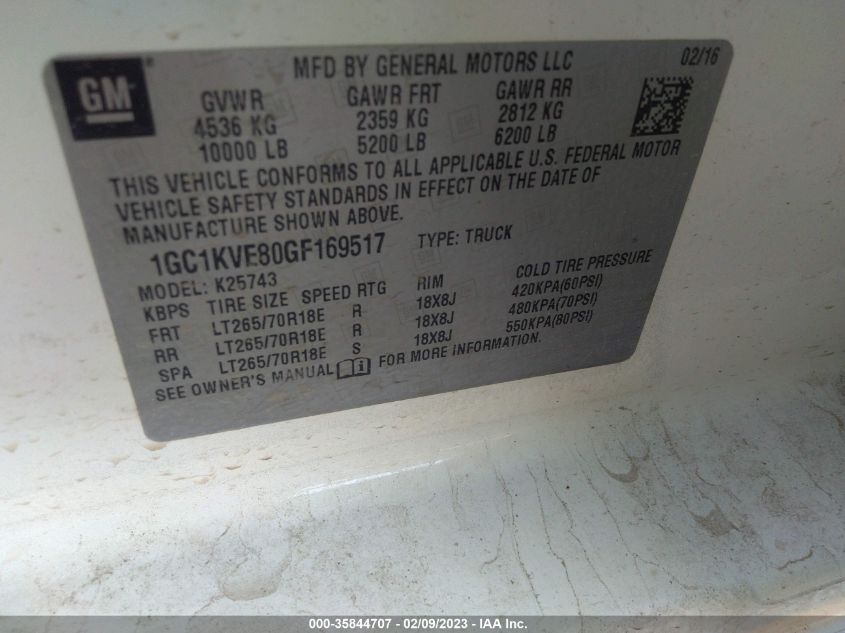 GM
MFD BY GENERAL MOTORS LLC 02/16
GVWR GAWR FRT GAWR RR
4536 KG 2359 KG 2812 KG
10000 LB 5200 LB 6200 LB
THIS VEHICLE CONFORMS TO ALL APPLICABLE U.S. FEDERAL MOTOR
VEHICLE SAFETY STANDARDS IN EFFECT ON THE DATE OF
MANUFACTURE SHOWN ABOVE.
1GC1KVE80GF169517 TYPE: TRUCK
MODEL: K25743
KBPS TIRE SIZE SPEED RTG RIM COLD TIRE PRESSURE
FRT LT265/70R18E R 18X8J 420KPA(60PSI)
RR LT265/70R18E R 18X8J 480KPA(70PSI)
SPA LT265/70R18E S 18X8J 550KPA(80PSI)
SEE OWNER'S MANUAL FOR MORE INFORMATION.
000-35844707 — 02/09/2023 — IAA Inc.